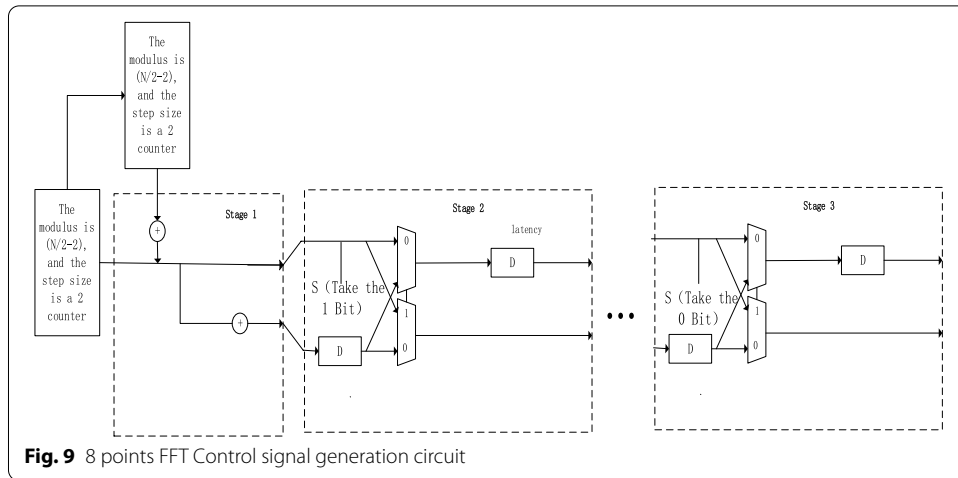 The
modulus is
(N/2-2),
and the
step size
is a 2
counter
The
modulus is
(N/2-2),
and the
step size
is a 2
counter
+
Stage 1
+
Stage 2
latency
0
D
S (Take the
1 Bit)
1
0
D
...
Stage 3
0
D
S (Take the
0 Bit)
1
0
D
Fig. 9 8 points FFT Control signal generation circuit